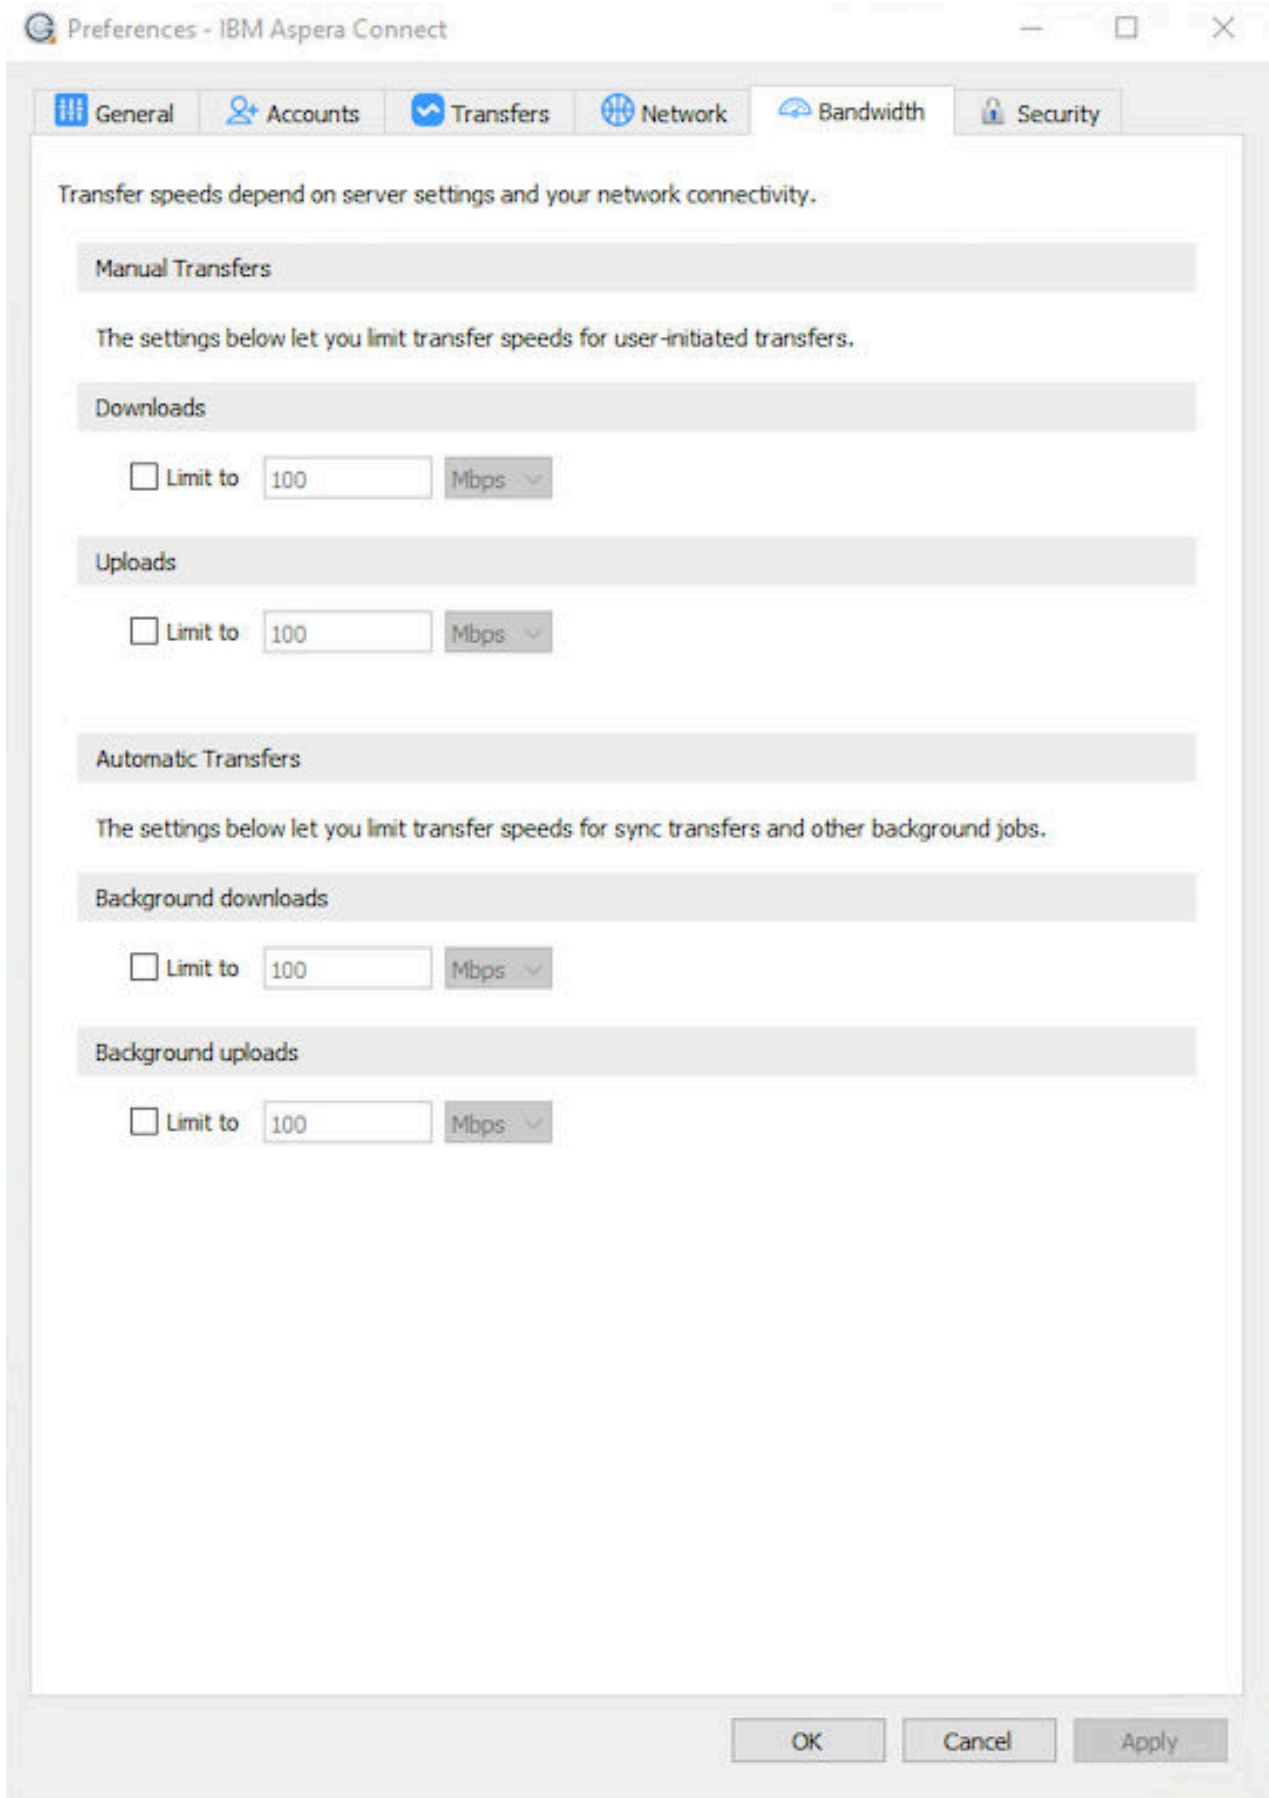 Preferences - IBM Aspera Connect
General Accounts Transfers Network Bandwidth Security
Transfer speeds depend on server settings and your network connectivity.
Manual Transfers
The settings below let you limit transfer speeds for user-initiated transfers.
Downloads
Limit to 100 Mbps
Uploads
Limit to 100 Mbps
Automatic Transfers
The settings below let you limit transfer speeds for sync transfers and other background jobs.
Background downloads
Limit to 100 Mbps
Background uploads
Limit to 100 Mbps
OK Cancel Apply